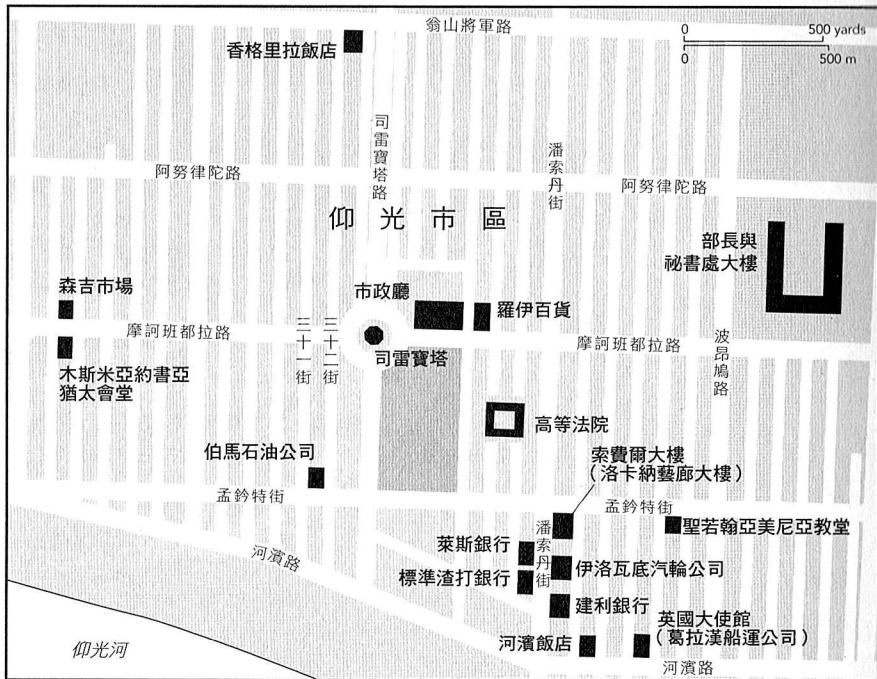 翁山將軍路
0 500 yards
0 500 m
香格里拉飯店
司雷寶塔路
潘索丹街
阿努律陀路
阿努律陀路
仰光市區
部長與
祕書處大樓
森吉市場
市政廳
羅伊百貨
摩訶班都拉路
三十一街
三十二街
司雷寶塔
摩訶班都拉路
波昂鳩路
木斯米亞約書亞
猶太會堂
高等法院
伯馬石油公司
索費爾大樓
（洛卡納藝廊大樓）
孟鈐特街
孟鈐特街
聖若翰亞美尼亞教堂
河濱路
萊斯銀行
潘索丹街
標準渣打銀行
伊洛瓦底汽輪公司
建利銀行
英國大使館
（葛拉漢船運公司）
河濱飯店
仰光河
河濱路